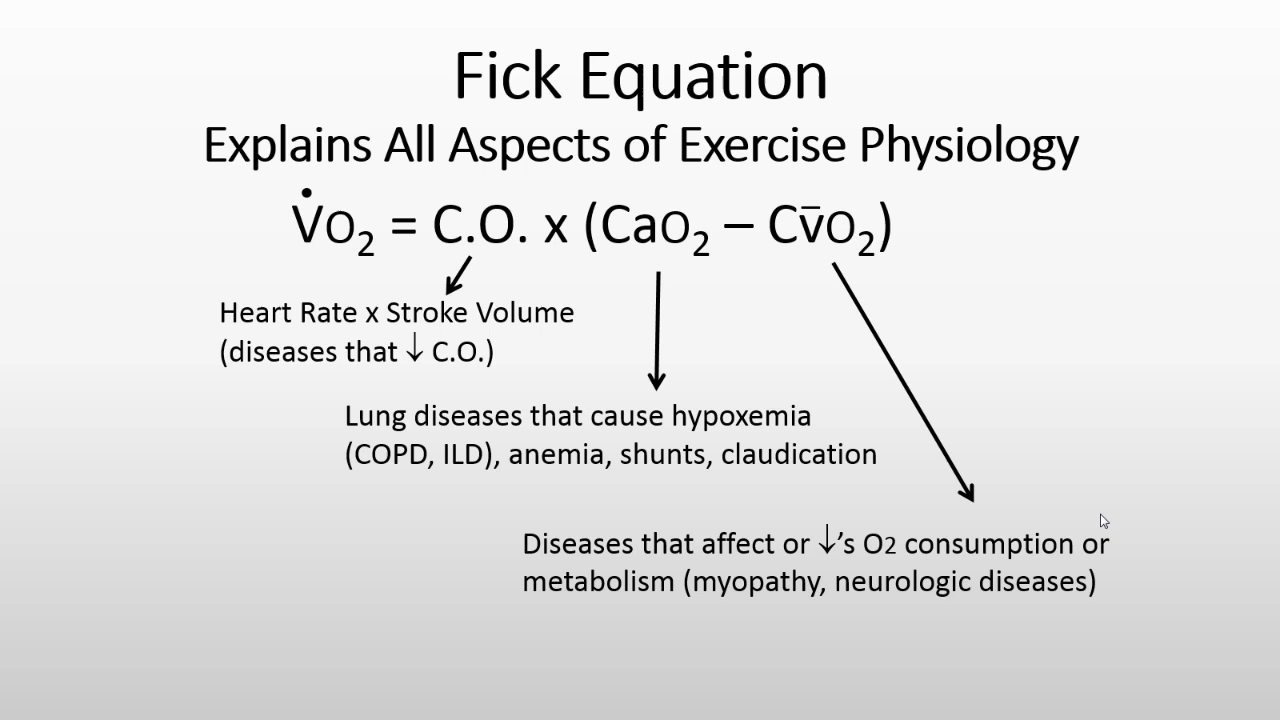 Fick Equation
Explains All Aspects of Exercise Physiology
V̇O₂ = C.O. x (CaO₂ – Cv̄O₂)
Heart Rate x Stroke Volume
(diseases that ↓ C.O.)
Lung diseases that cause hypoxemia
(COPD, ILD), anemia, shunts, claudication
Diseases that affect or ↓’s O2 consumption or
metabolism (myopathy, neurologic diseases)